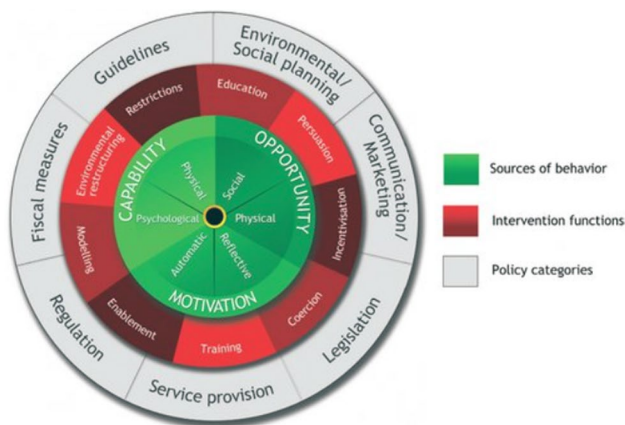 Guidelines
Environmental/
Social planning
Communication/
Marketing
Legislation
Service provision
Regulation
Fiscal measures
Restrictions
Education
Persuasion
Incentivisation
Coercion
Training
Enablement
Modelling
Environmental
restructuring
CAPABILITY
OPPORTUNITY
MOTIVATION
Physical
Social
Psychological
Physical
Automatic
Reflective
Sources of behavior
Intervention functions
Policy categories